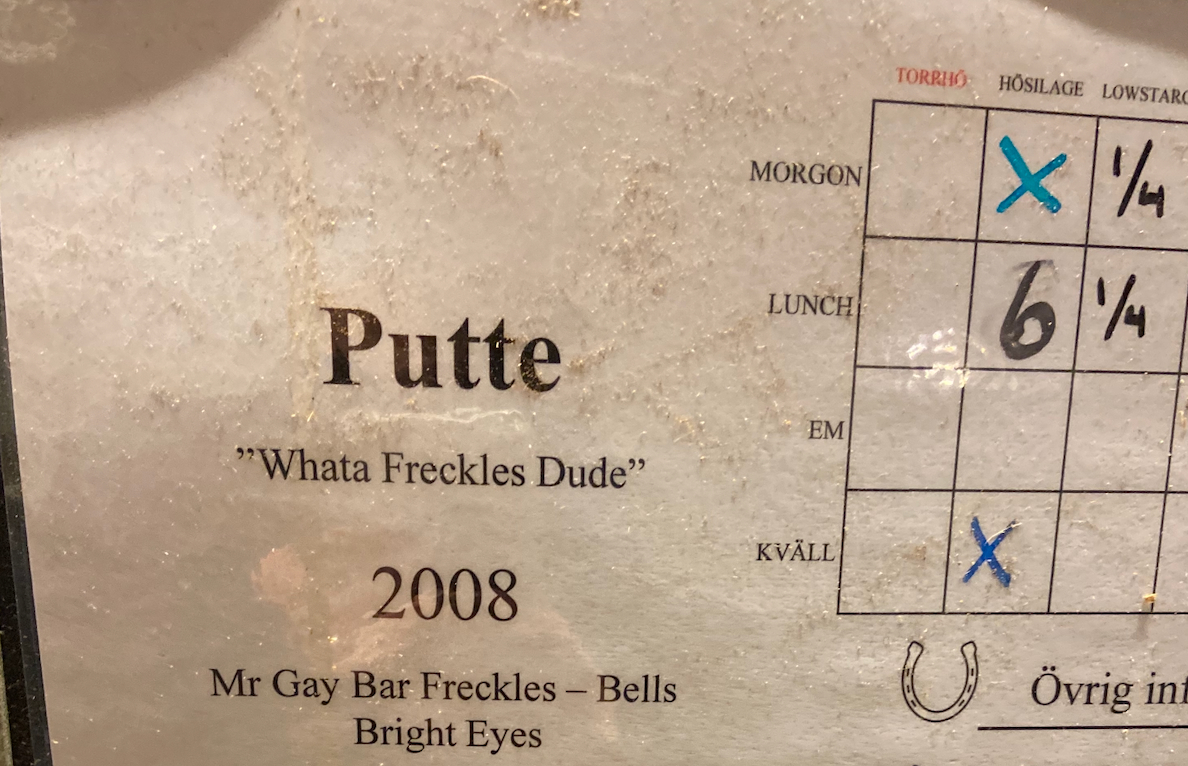 TORRHÖ HÖSILAGE LOWSTARC
MORGON X 1/4
LUNCH 6 1/4
Putte
EM
"Whata Freckles Dude"
KVÄLL X
2008
Mr Gay Bar Freckles – Bells
Bright Eyes
Övrig inf